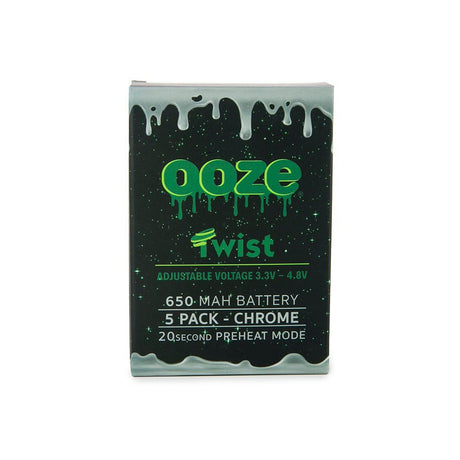 ooze®
Twist
ADJUSTABLE VOLTAGE 3.3V – 4.8V
650 MAH BATTERY
5 PACK - CHROME
20SECOND PREHEAT MODE